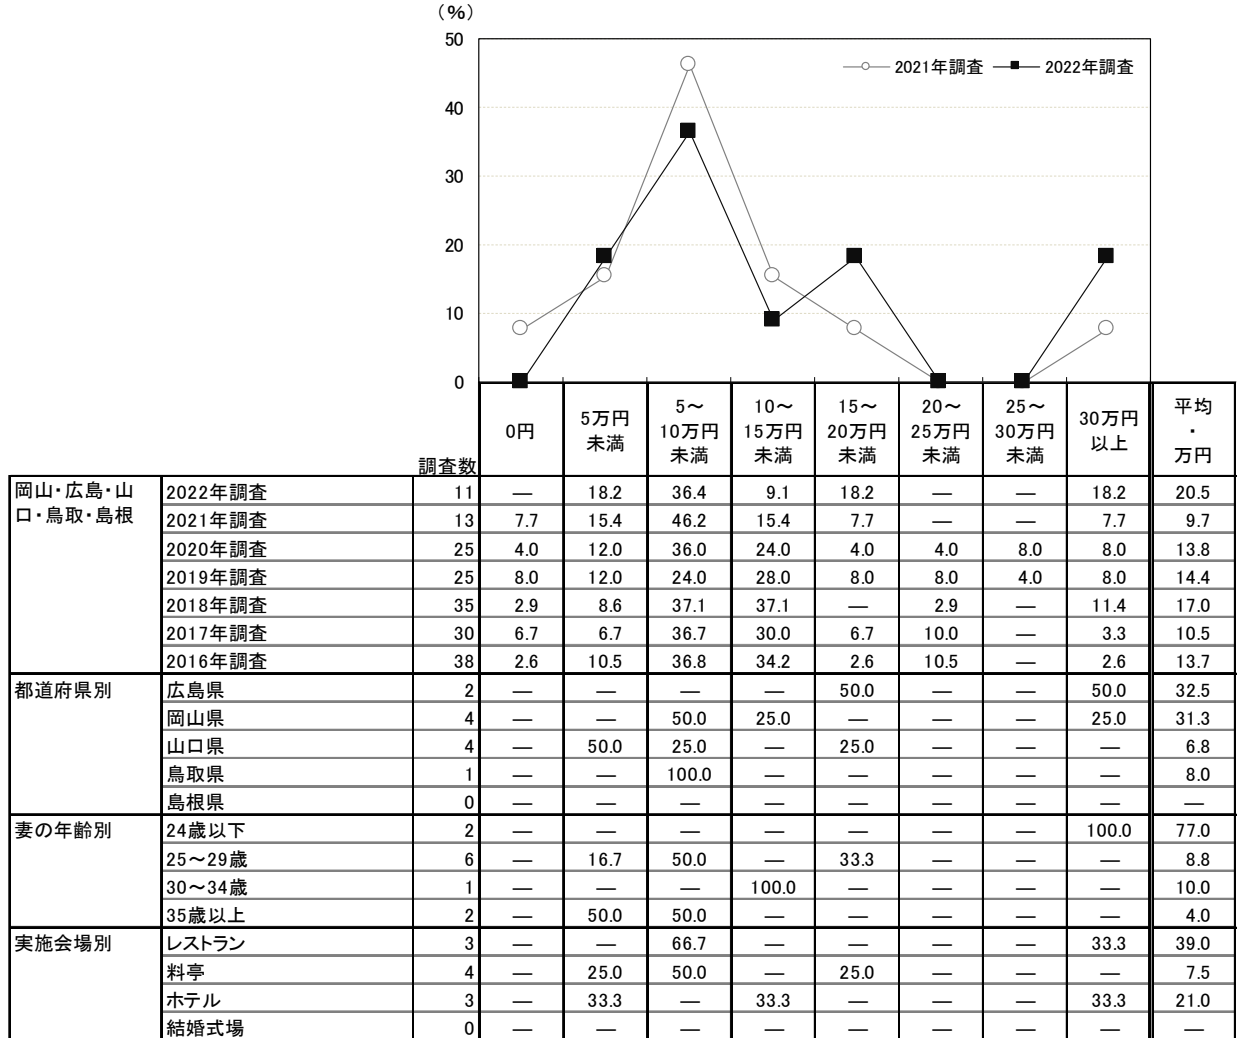 （％）
50
40
30
20
10
0
2021年調査 2022年調査
調査数 0円 5万円未満 5～10万円未満 10～15万円未満 15～20万円未満 20～25万円未満 25～30万円未満 30万円以上 平均・万円
岡山・広島・山口・鳥取・島根 2022年調査 11 ― 18.2 36.4 9.1 18.2 ― ― 18.2 20.5
2021年調査 13 7.7 15.4 46.2 15.4 7.7 ― ― 7.7 9.7
2020年調査 25 4.0 12.0 36.0 24.0 4.0 4.0 8.0 8.0 13.8
2019年調査 25 8.0 12.0 24.0 28.0 8.0 8.0 4.0 8.0 14.4
2018年調査 35 2.9 8.6 37.1 37.1 ― 2.9 ― 11.4 17.0
2017年調査 30 6.7 6.7 36.7 30.0 6.7 10.0 ― 3.3 10.5
2016年調査 38 2.6 10.5 36.8 34.2 2.6 10.5 ― 2.6 13.7
都道府県別 広島県 2 ― ― ― ― 50.0 ― ― 50.0 32.5
岡山県 4 ― ― 50.0 25.0 ― ― ― 25.0 31.3
山口県 4 ― 50.0 25.0 ― 25.0 ― ― ― 6.8
鳥取県 1 ― ― 100.0 ― ― ― ― ― 8.0
島根県 0 ― ― ― ― ― ― ― ― ―
妻の年齢別 24歳以下 2 ― ― ― ― ― ― ― 100.0 77.0
25～29歳 6 ― 16.7 50.0 ― 33.3 ― ― ― 8.8
30～34歳 1 ― ― ― 100.0 ― ― ― ― 10.0
35歳以上 2 ― 50.0 50.0 ― ― ― ― ― 4.0
実施会場別 レストラン 3 ― ― 66.7 ― ― ― ― 33.3 39.0
料亭 4 ― 25.0 50.0 ― 25.0 ― ― ― 7.5
ホテル 3 ― 33.3 ― 33.3 ― ― ― 33.3 21.0
結婚式場 0 ― ― ― ― ― ― ― ― ―